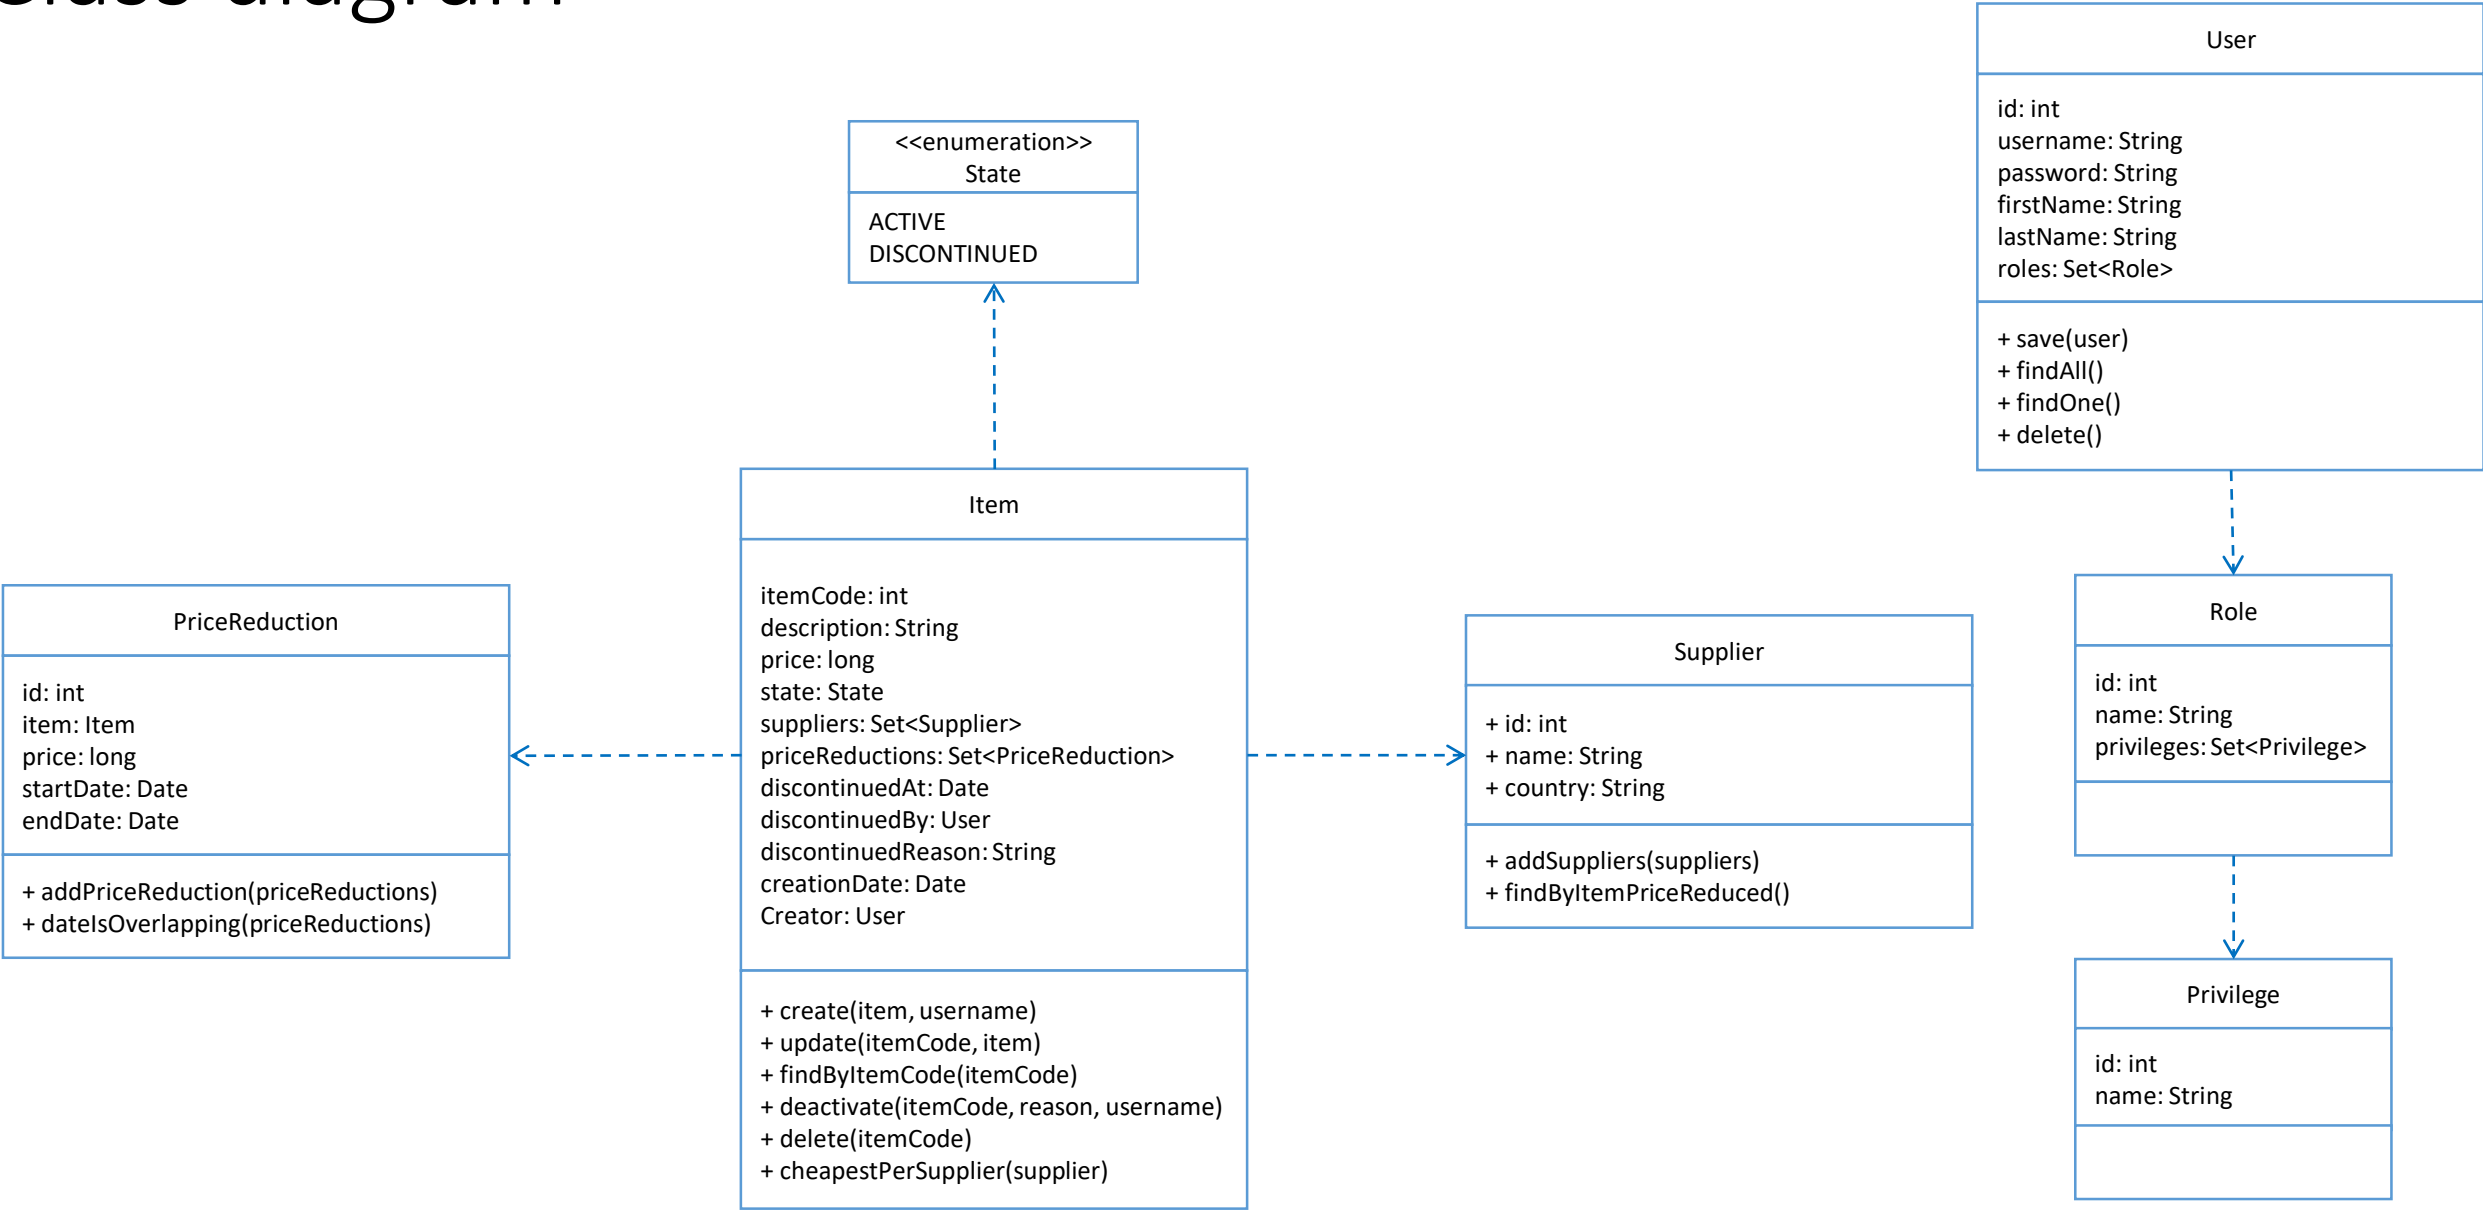 User
id: int
username: String
password: String
firstName: String
lastName: String
roles: Set<Role>
+ save(user)
+ findAll()
+ findOne()
+ delete()
<<enumeration>>
State
ACTIVE
DISCONTINUED
Item
itemCode: int
description: String
price: long
state: State
suppliers: Set<Supplier>
priceReductions: Set<PriceReduction>
discontinuedAt: Date
discontinuedBy: User
discontinuedReason: String
creationDate: Date
Creator: User
+ create(item, username)
+ update(itemCode, item)
+ findByItemCode(itemCode)
+ deactivate(itemCode, reason, username)
+ delete(itemCode)
+ cheapestPerSupplier(supplier)
PriceReduction
id: int
item: Item
price: long
startDate: Date
endDate: Date
+ addPriceReduction(priceReductions)
+ dateIsOverlapping(priceReductions)
Supplier
+ id: int
+ name: String
+ country: String
+ addSuppliers(suppliers)
+ findByItemPriceReduced()
Role
id: int
name: String
privileges: Set<Privilege>
Privilege
id: int
name: String